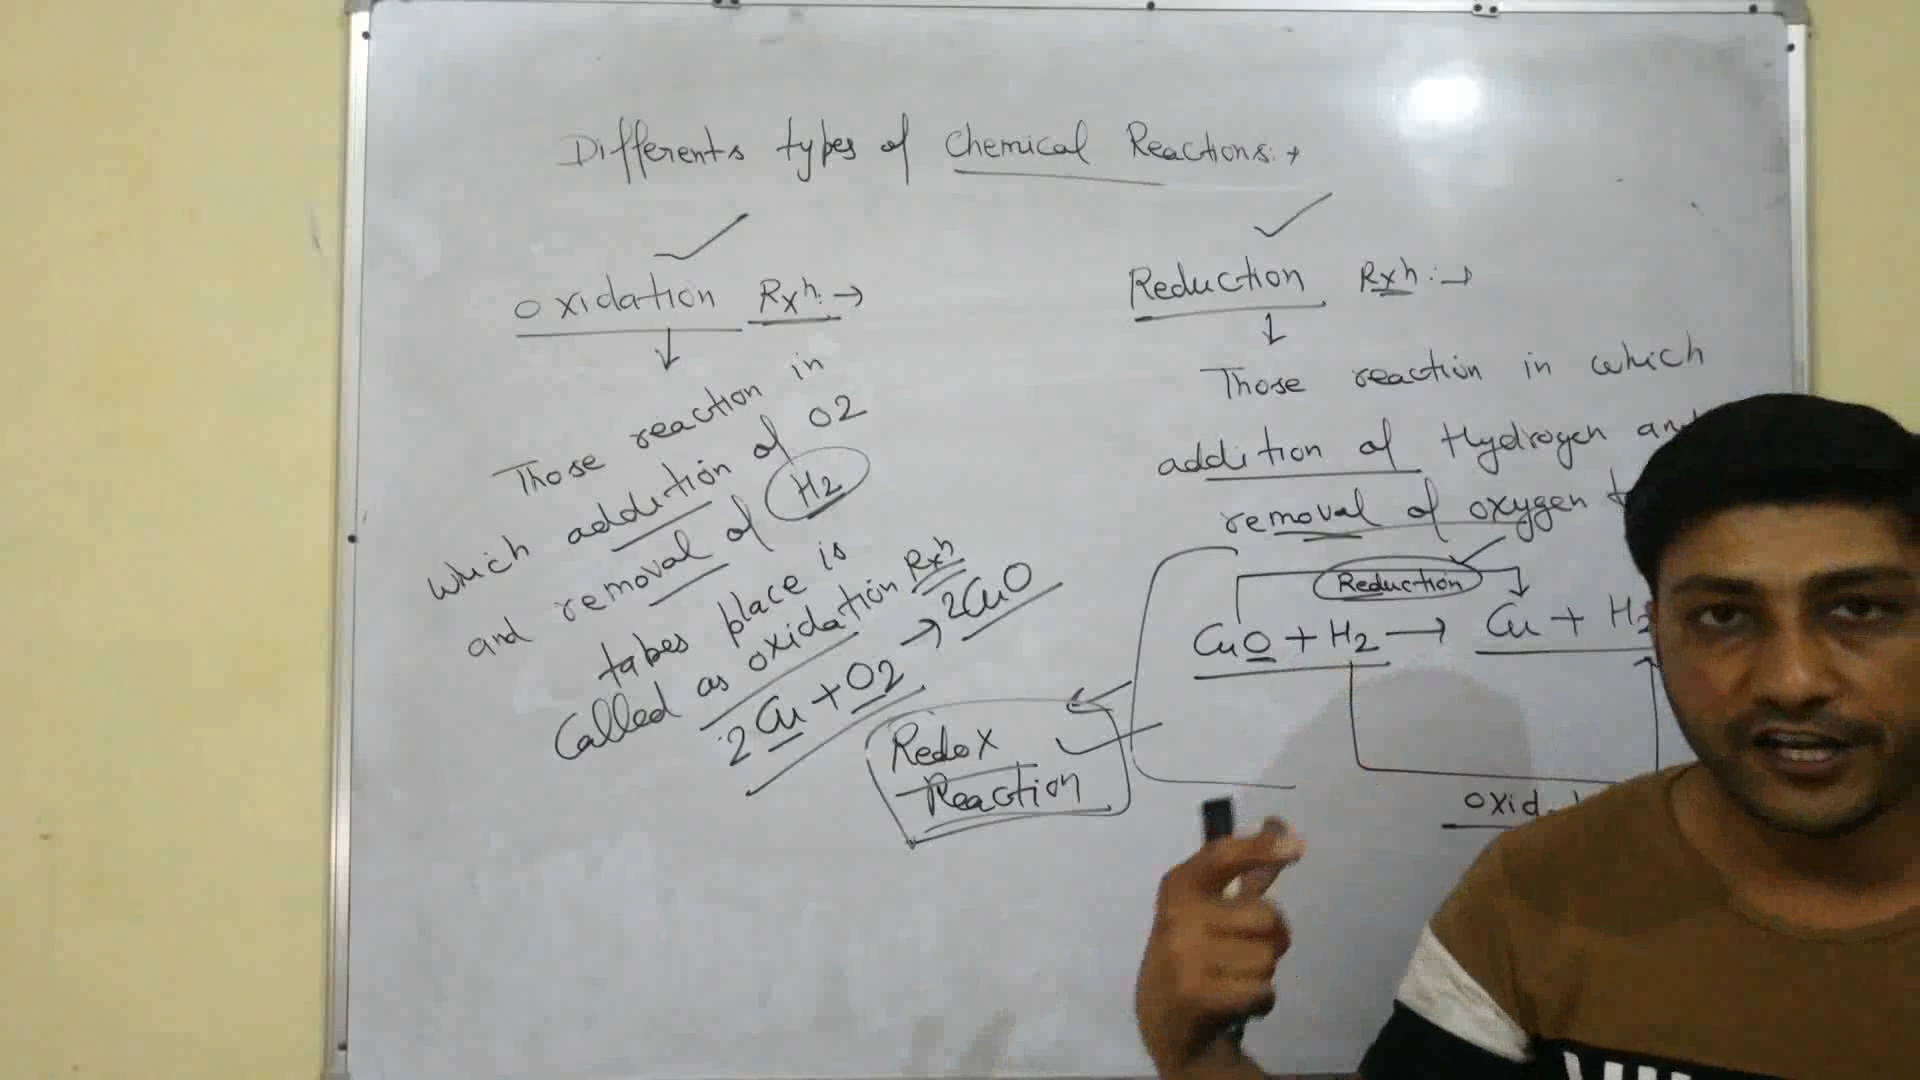 Differents types of Chemical Reactions:→
Oxidation Rxn:→
Those reaction in
which addition of O2
and removal of H2
takes place is
Called as oxidation Rxn
2Cu + O2 → 2CuO
Redox
Reaction
Reduction Rxn:→
Those reaction in which
addition of Hydrogen and
removal of oxygen
Reduction
CuO + H2 → Cu + H2